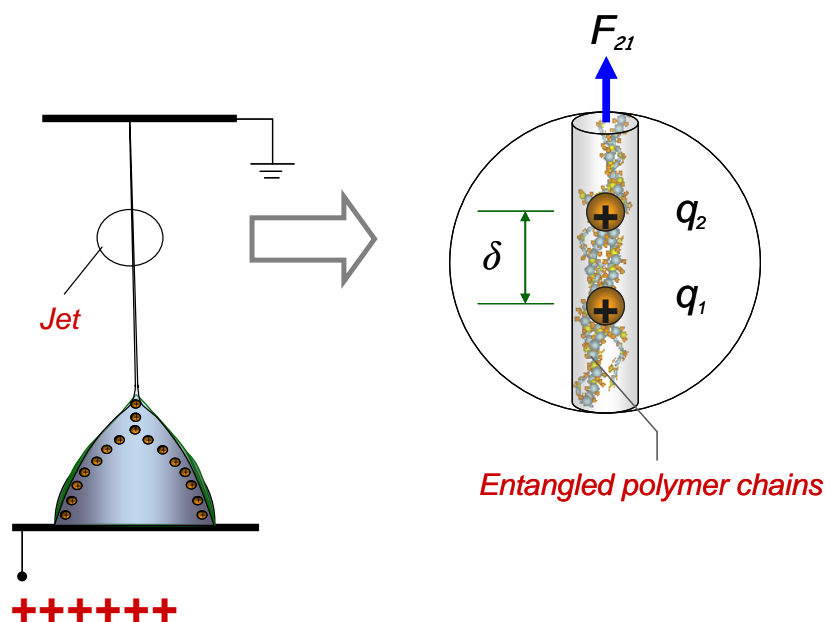 F21
q2
δ
q1
Jet
Entangled polymer chains
++++++